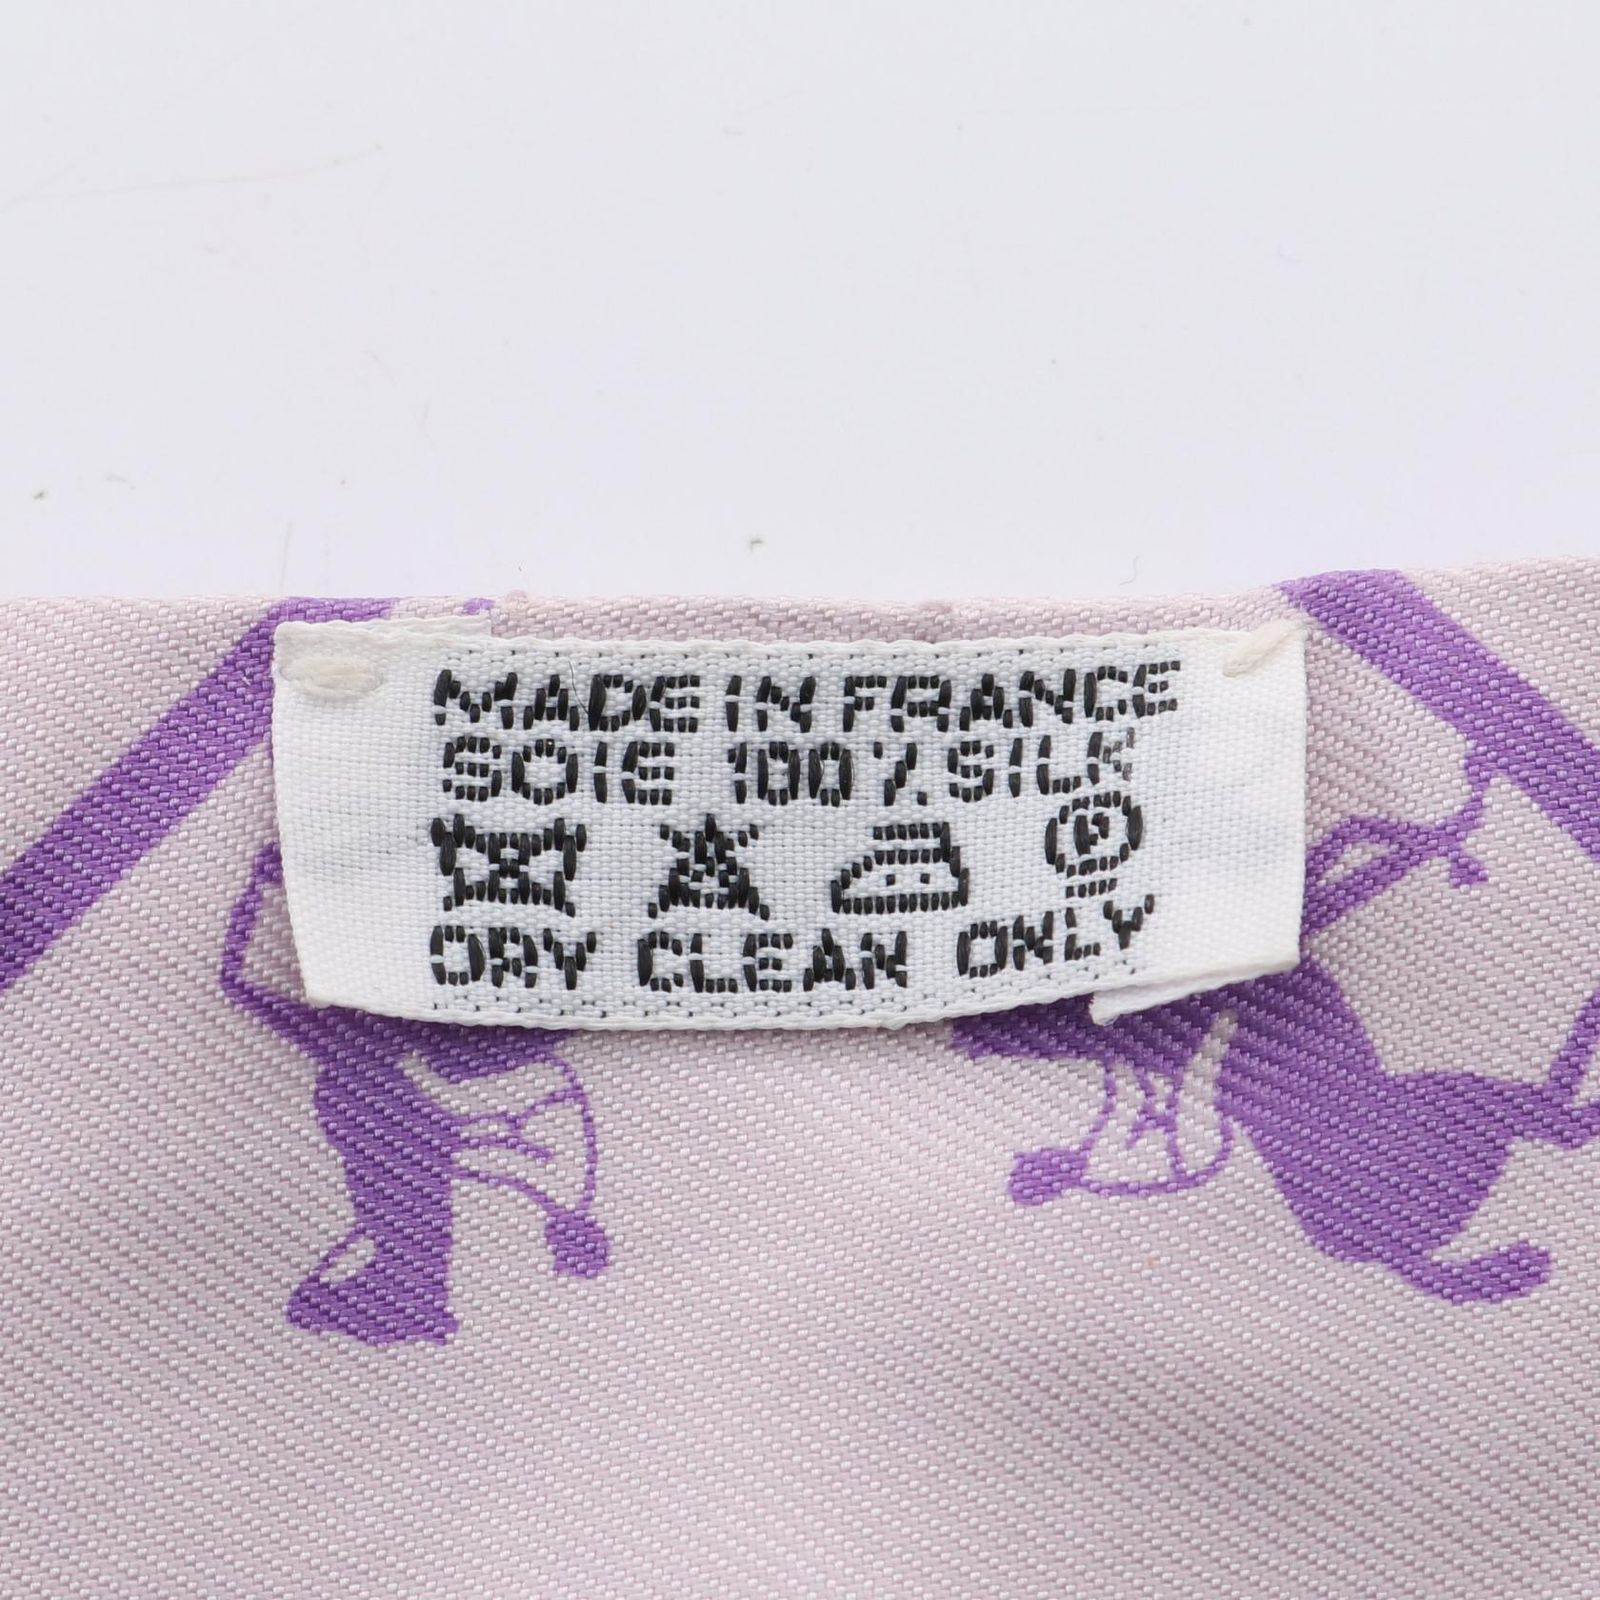 MADE IN FRANCE
SOIE 100% SILK
P
DRY CLEAN ONLY